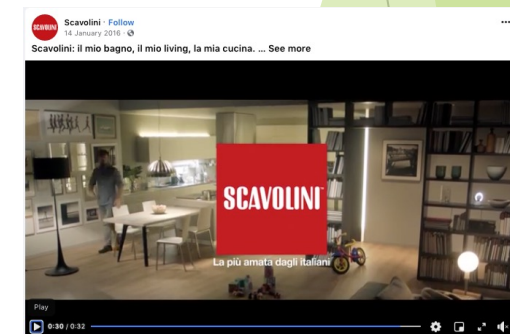 SCAVOLINI
Scavolini · Follow
14 January 2016 ·
Scavolini: il mio bagno, il mio living, la mia cucina. ... See more
SCAVOLINI
La più amata dagli italiani
Play
0:30 / 0:32